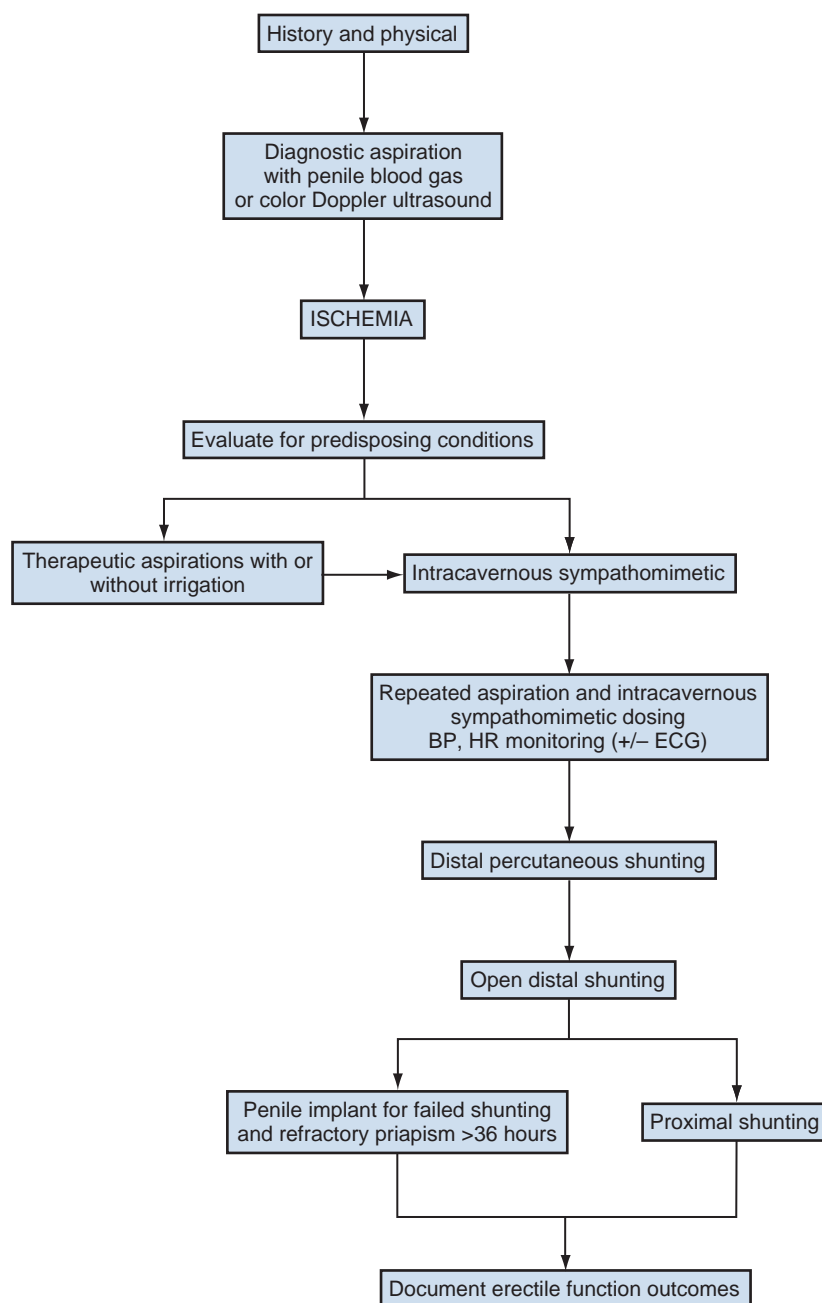 History and physical
Diagnostic aspiration
with penile blood gas
or color Doppler ultrasound
ISCHEMIA
Evaluate for predisposing conditions
Therapeutic aspirations with or
without irrigation
Intracavernous sympathomimetic
Repeated aspiration and intracavernous
sympathomimetic dosing
BP, HR monitoring (+/– ECG)
Distal percutaneous shunting
Open distal shunting
Penile implant for failed shunting
and refractory priapism >36 hours
Proximal shunting
Document erectile function outcomes